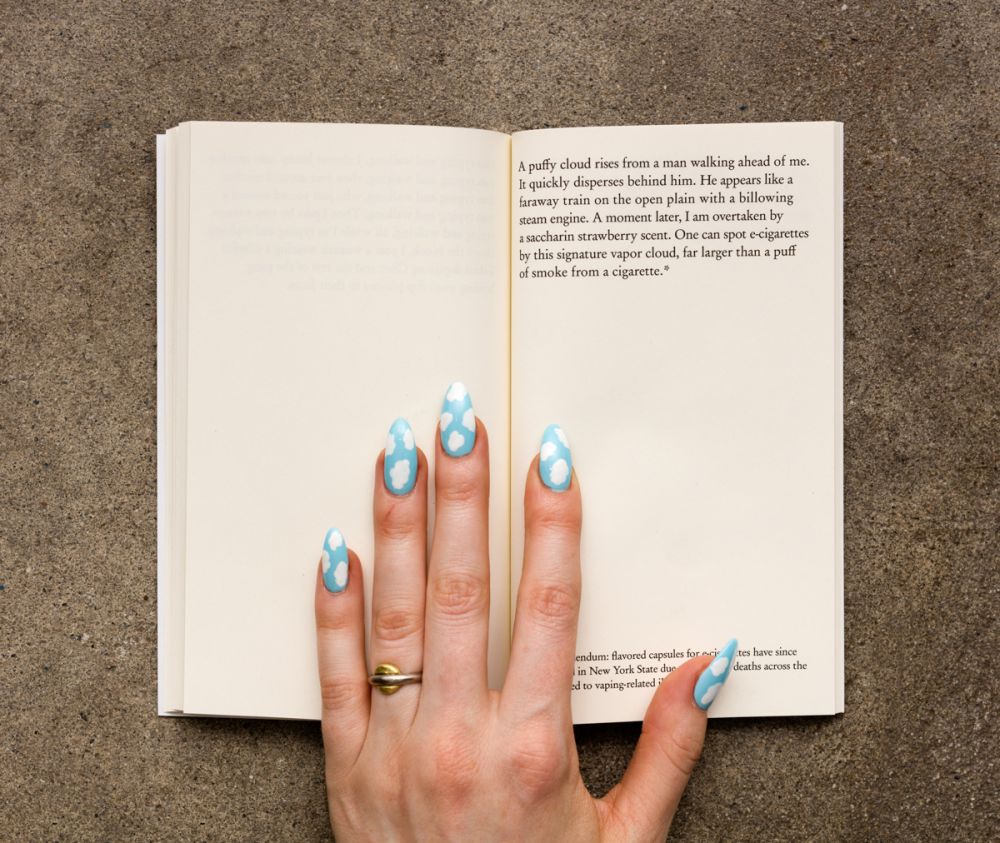 A puffy cloud rises from a man walking ahead of me.
It quickly disperses behind him. He appears like a
faraway train on the open plain with a billowing
steam engine. A moment later, I am overtaken by
a saccharin strawberry scent. One can spot e-cigarettes
by this signature vapor cloud, far larger than a puff
of smoke from a cigarette.*
flavored capsules for have since
in New York State deaths across the
to vaping-related